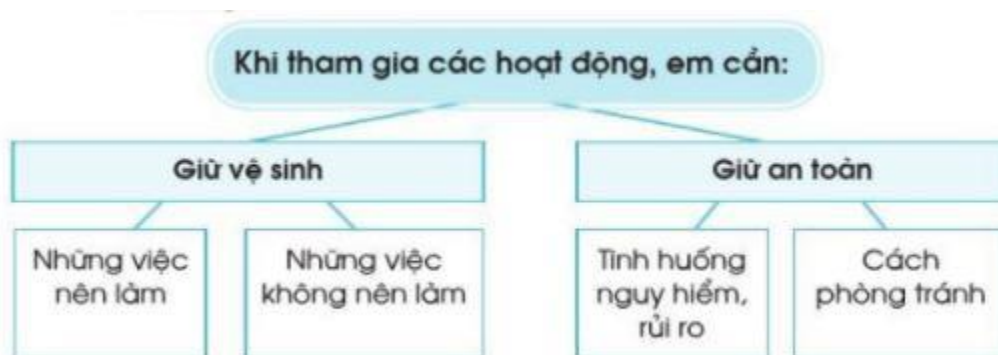 Khi tham gia các hoạt động, em cần:
Giữ vệ sinh
Giữ an toàn
Những việc
nên làm
Những việc
không nên làm
Tình huống
nguy hiểm,
rủi ro
Cách
phòng tránh